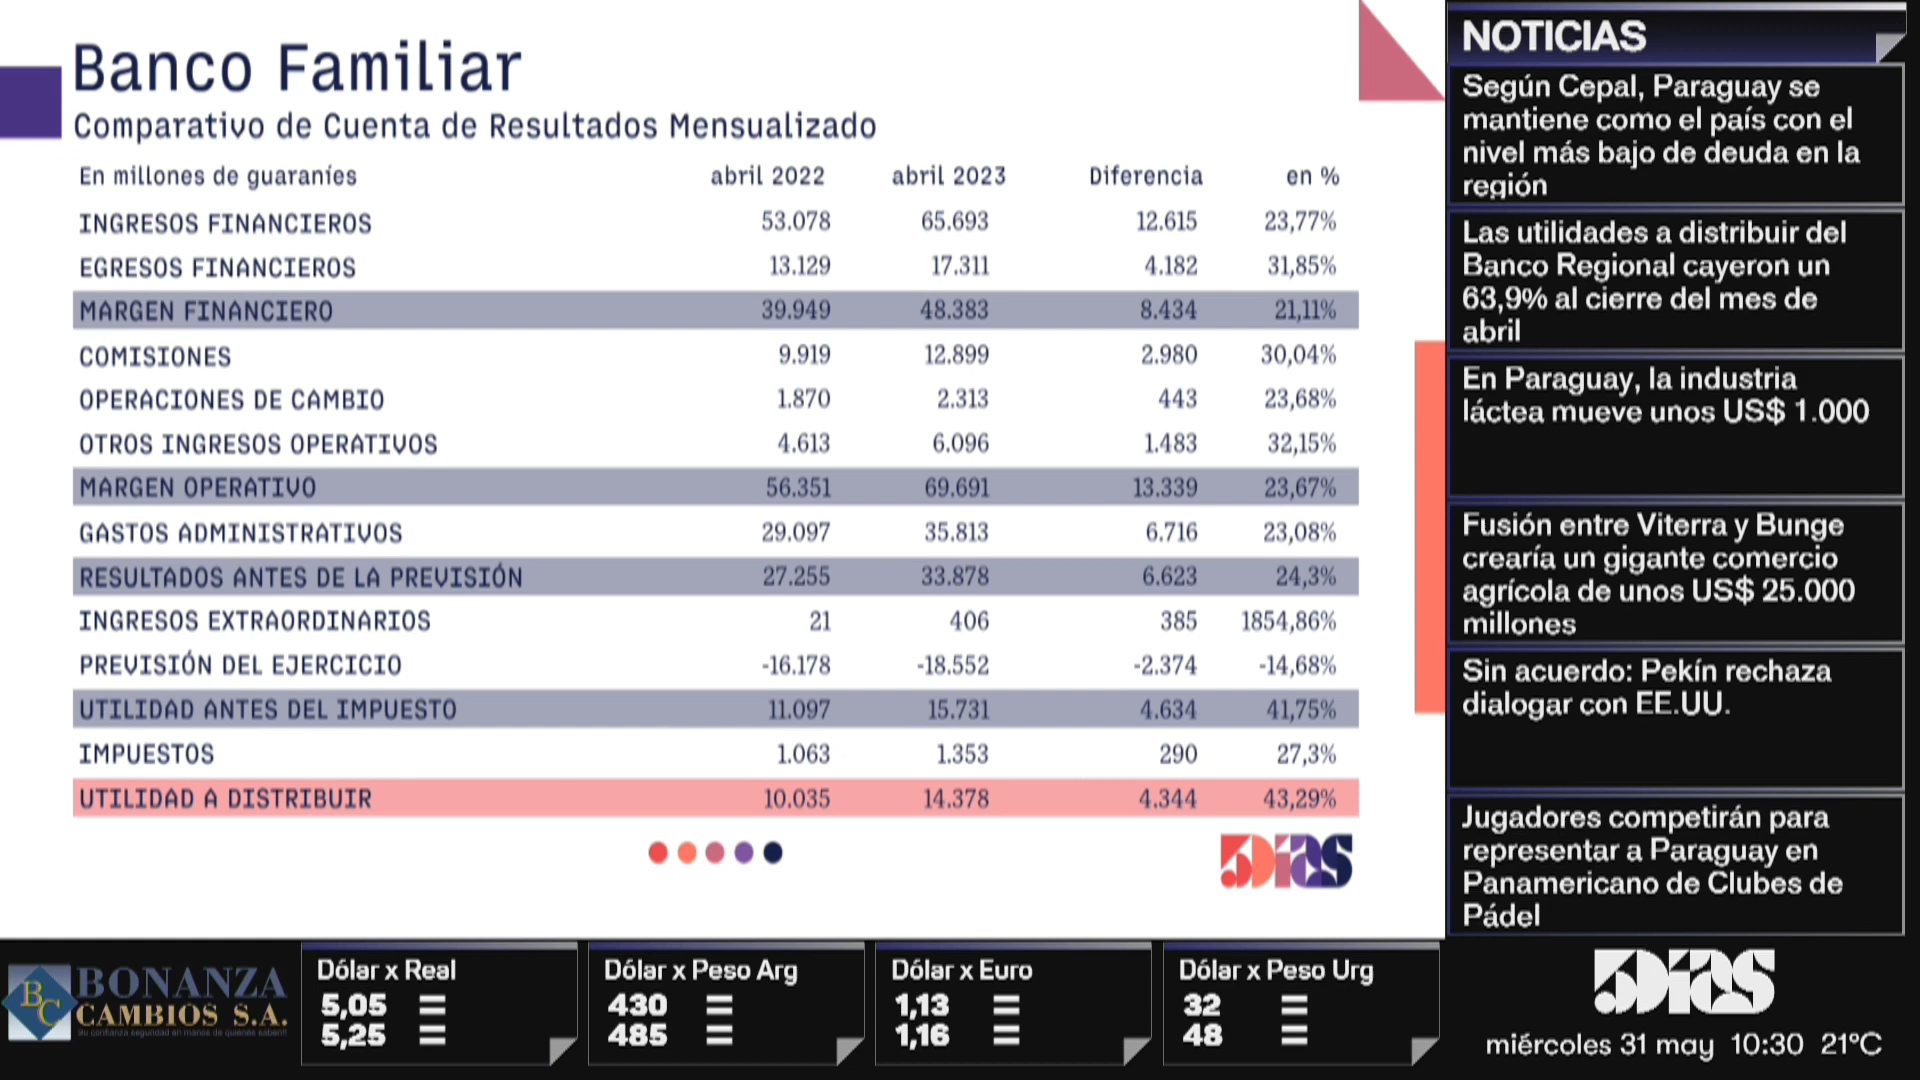 Banco Familiar
Comparativo de Cuenta de Resultados Mensualizado
En millones de guaraníes abril 2022 abril 2023 Diferencia en %
INGRESOS FINANCIEROS 53.078 65.693 12.615 23,77%
EGRESOS FINANCIEROS 13.129 17.311 4.182 31,85%
MARGEN FINANCIERO 39.949 48.383 8.434 21,11%
COMISIONES 9.919 12.899 2.980 30,04%
OPERACIONES DE CAMBIO 1.870 2.313 443 23,68%
OTROS INGRESOS OPERATIVOS 4.613 6.096 1.483 32,15%
MARGEN OPERATIVO 56.351 69.691 13.339 23,67%
GASTOS ADMINISTRATIVOS 29.097 35.813 6.716 23,08%
RESULTADOS ANTES DE LA PREVISIÓN 27.255 33.878 6.623 24,3%
INGRESOS EXTRAORDINARIOS 21 406 385 1854,86%
PREVISIÓN DEL EJERCICIO -16.178 -18.552 -2.374 -14,68%
UTILIDAD ANTES DEL IMPUESTO 11.097 15.731 4.634 41,75%
IMPUESTOS 1.063 1.353 290 27,3%
UTILIDAD A DISTRIBUIR 10.035 14.378 4.344 43,29%
5Días
NOTICIAS
Según Cepal, Paraguay se
mantiene como el país con el
nivel más bajo de deuda en la
región
Las utilidades a distribuir del
Banco Regional cayeron un
63,9% al cierre del mes de
abril
En Paraguay, la industria
láctea mueve unos US$ 1.000
Fusión entre Viterra y Bunge
crearía un gigante comercio
agrícola de unos US$ 25.000
millones
Sin acuerdo: Pekín rechaza
dialogar con EE.UU.
Jugadores competirán para
representar a Paraguay en
Panamericano de Clubes de
Pádel
BC BONANZA
CAMBIOS S.A.
Su confianza seguridad en manos de quienes saben!!
Dólar x Real
5,05 =
5,25 =
Dólar x Peso Arg
430 =
485 =
Dólar x Euro
1,13 =
1,16 =
Dólar x Peso Urg
32 =
48 =
5Días
miércoles 31 may 10:30 21°C